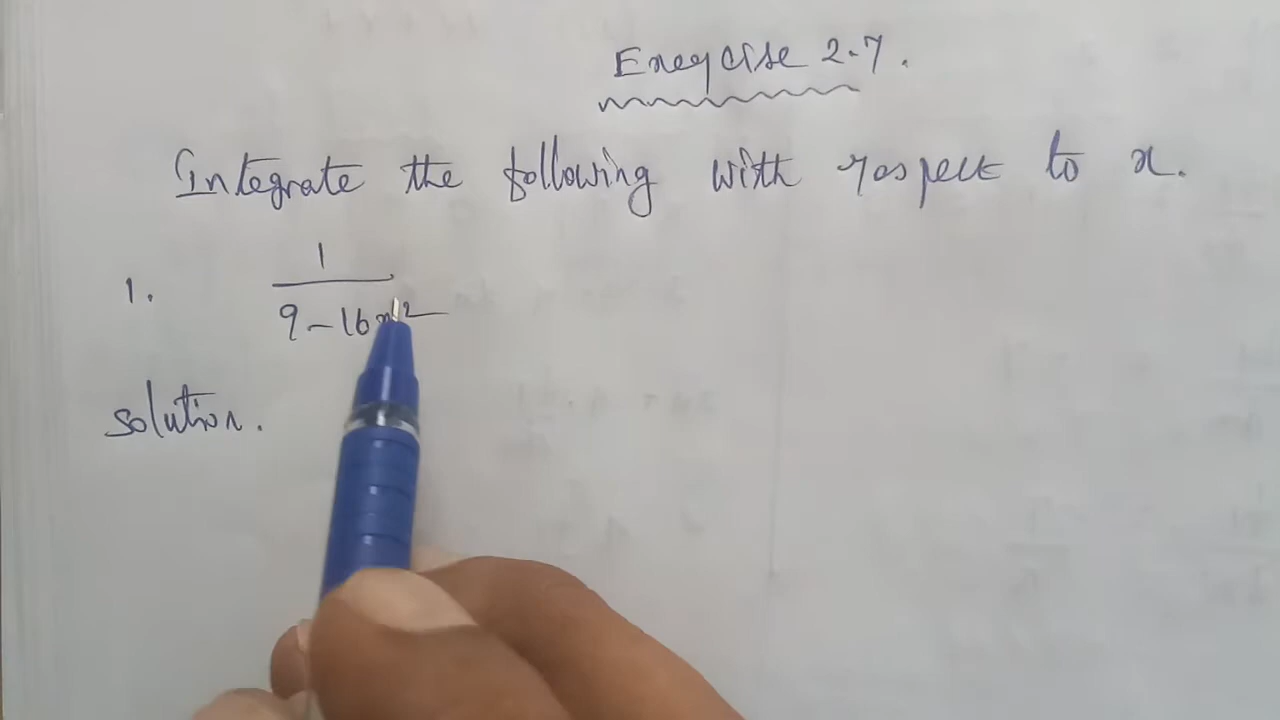 Exercise 2.7.
Integrate the following with respect to x.
1. 1
9-16x²
solution.